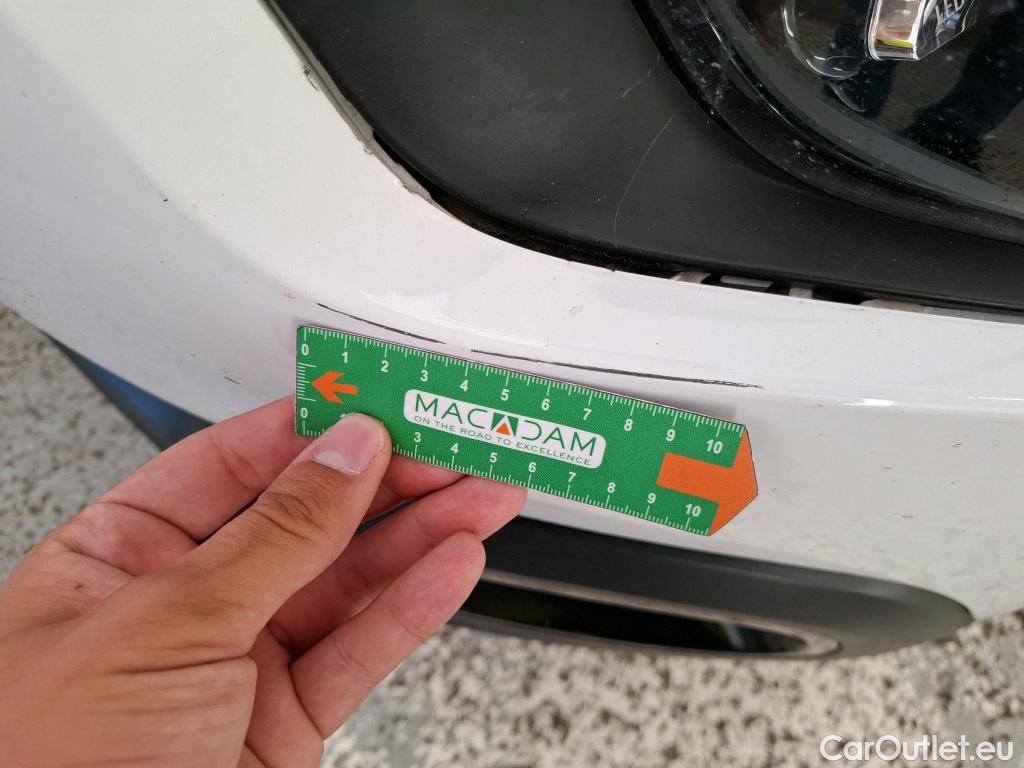 LED
0 1 2 3 4 5 6 7 8 9 10
MACADAM
ON THE ROAD TO EXCELLENCE
0 1 3 4 5 6 7 8 9 10
CarOutlet.eu